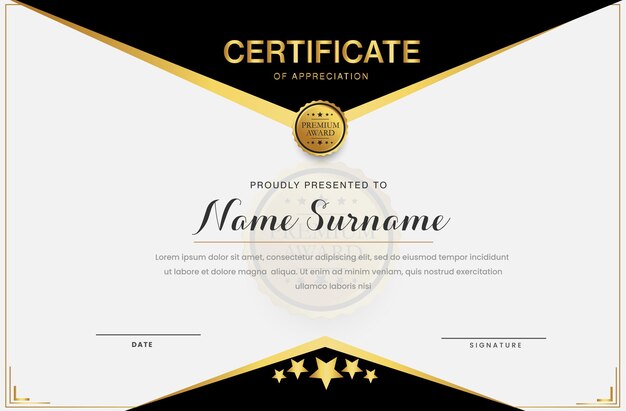 CERTIFICATE
OF APPRECIATION
PREMIUM
AWARD
PROUDLY PRESENTED TO
Name Surname
PREMIUM
AWARD
Lorem ipsum dolor sit amet, consectetur adipiscing elit, sed do eiusmod
ut labore et dolore magna aliqua. Ut enim ad minim veniam, quis nostrud exercitation
ullamco laboris nisi
DATE
SIGNATURE